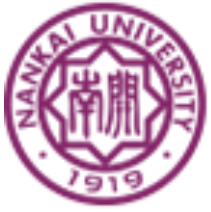 NANKAI UNIVERSITY
南開
· 1919 ·